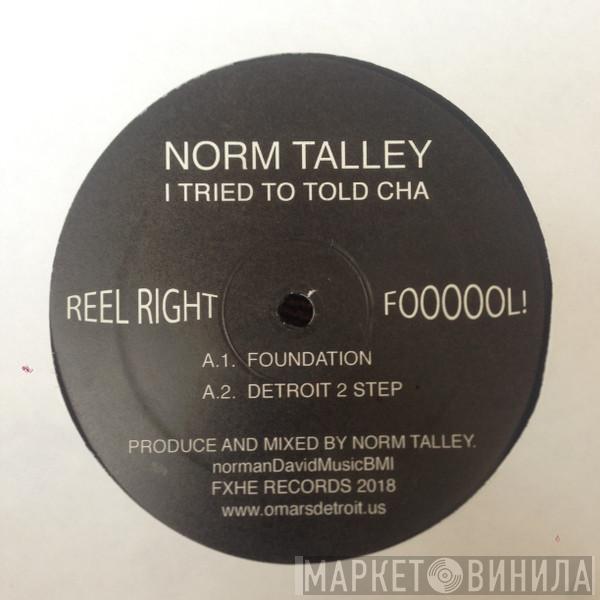 NORM TALLEY
I TRIED TO TOLD CHA
REEL RIGHT FOOOOOL!
A.1. FOUNDATION
A.2. DETROIT 2 STEP
PRODUCE AND MIXED BY NORM TALLEY.
normanDavidMusicBMI
FXHE RECORDS 2018
www.omarsdetroit.us
МАРКЕТ ВИНИЛА